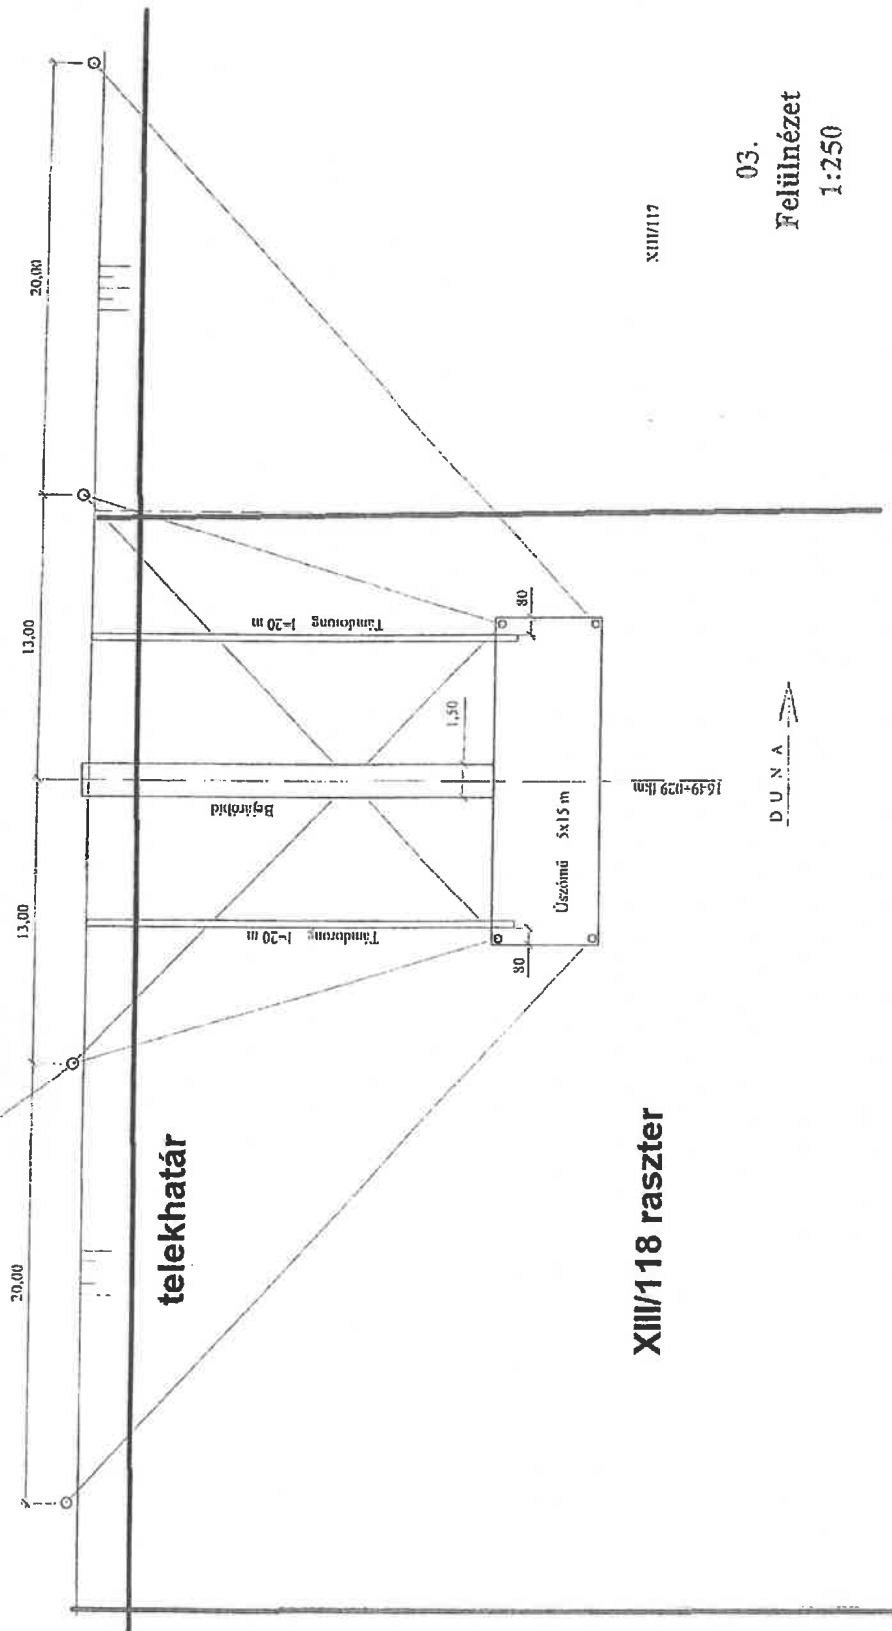 20,00
13,00
13,00
20,00
telekhatár
Támdorong l=20 m
Bejáróhíd
Támdorong l=20 m
1,50
80
80
Úszómű 5x15 m
1649+029 fkm
DUNA
XIII/118 raszter
XIII/117
03.
Felülnézet
1:250